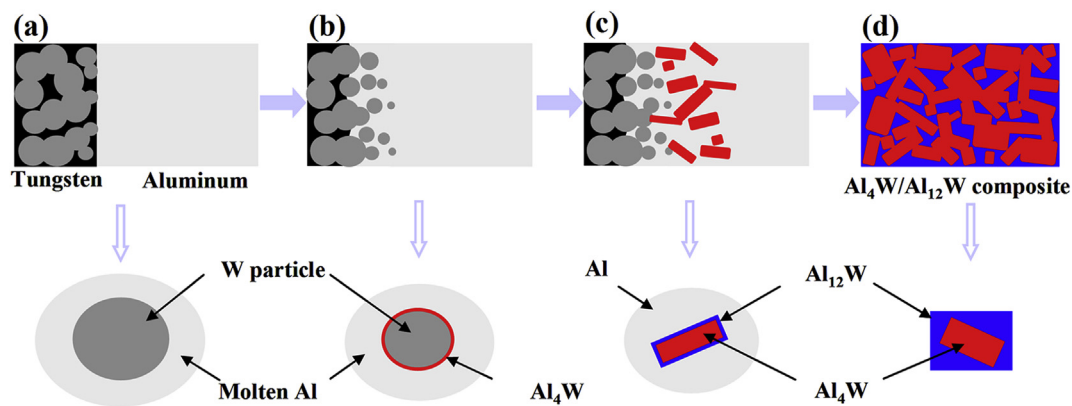 (a)
(b)
(c)
(d)
Tungsten
Aluminum
Al₄W/Al₁₂W composite
W particle
Al
Al₁₂W
Molten Al
Al₄W
Al₄W